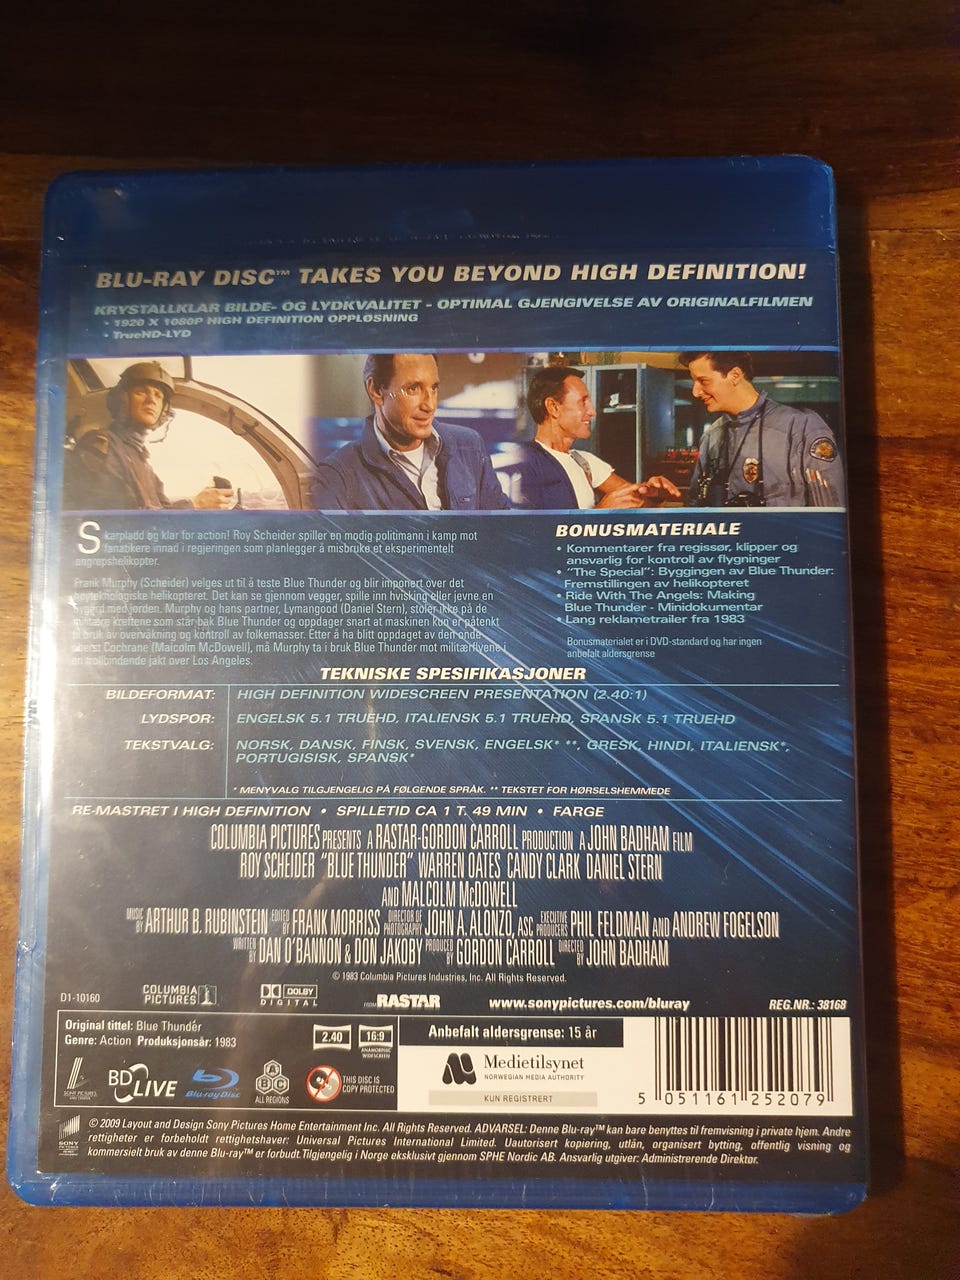 BLU-RAY DISC™ TAKES YOU BEYOND HIGH DEFINITION!
KRYSTALLKLAR BILDE- OG LYDKVALITET - OPTIMAL GJENGIVELSE AV ORIGINALFILMEN
• 1920 X 1080P HIGH DEFINITION OPPLØSNING
• TrueHD-LYD
Skarpladd og klar for action! Roy Scheider spiller en modig politimann i kamp mot
fanatikere innad i regjeringen som planlegger å misbruke et eksperimentelt
angrepshelikopter.
Frank Murphy (Scheider) velges ut til å teste Blue Thunder og blir imponert over det
høyteknologiske helikopteret. Det kan se gjennom vegger, spille inn hvisking eller jevne en
bygård med jorden. Murphy og hans partner, Lymangood (Daniel Stern), stoler ikke på de
militære kreftene som står bak Blue Thunder og oppdager snart at maskinen kun er påtenkt
til bruk av overvåkning og kontroll av folkemasser. Etter å ha blitt oppdaget av den onde
oberst Cochrane (Malcolm McDowell), må Murphy ta i bruk Blue Thunder mot militærflyene i
en trollbindende jakt over Los Angeles.
BONUSMATERIALE
• Kommentarer fra regissør, klipper og
ansvarlig for kontroll av flygninger
• "The Special": Byggingen av Blue Thunder:
Fremstillingen av helikopteret
• Ride With The Angels: Making
Blue Thunder - Minidokumentar
• Lang reklametrailer fra 1983
Bonusmaterialet er i DVD-standard og har ingen
anbefalt aldersgrense
TEKNISKE SPESIFIKASJONER
BILDEFORMAT: HIGH DEFINITION WIDESCREEN PRESENTATION (2.40:1)
LYDSPOR: ENGELSK 5.1 TRUEHD, ITALIENSK 5.1 TRUEHD, SPANSK 5.1 TRUEHD
TEKSTVALG: NORSK, DANSK, FINSK, SVENSK, ENGELSK* **, GRESK, HINDI, ITALIENSK*,
PORTUGISISK, SPANSK*
* MENYVALG TILGJENGELIG PÅ FØLGENDE SPRÅK. ** TEKSTET FOR HØRSELSHEMMEDE
RE-MASTRET I HIGH DEFINITION • SPILLETID CA 1 T. 49 MIN • FARGE
COLUMBIA PICTURES PRESENTS A RASTAR-GORDON CARROLL PRODUCTION A JOHN BADHAM FILM
ROY SCHEIDER "BLUE THUNDER" WARREN OATES CANDY CLARK DANIEL STERN
AND MALCOLM McDOWELL
MUSIC BY ARTHUR B. RUBINSTEIN EDITED BY FRANK MORRISS DIRECTOR OF PHOTOGRAPHY JOHN A. ALONZO, ASC EXECUTIVE PRODUCERS PHIL FELDMAN AND ANDREW FOGELSON
WRITTEN BY DAN O'BANNON & DON JAKOBY PRODUCED BY GORDON CARROLL DIRECTED BY JOHN BADHAM
© 1983 Columbia Pictures Industries, Inc. All Rights Reserved.
D1-10160
COLUMBIA PICTURES
DOLBY DIGITAL
FROM RASTAR
www.sonypictures.com/bluray
REG.NR.: 38168
Original tittel: Blue Thunder
Genre: Action Produksjonsår: 1983
2.40
16:9
ANAMORPHIC WIDESCREEN
BD LIVE
Blu-ray Disc
ABC
ALL REGIONS
THIS DISC IS
COPY PROTECTED
Anbefalt aldersgrense: 15 år
Medietilsynet
NORWEGIAN MEDIA AUTHORITY
KUN REGISTRERT
5 051161 252079
SONY
PICTURES
© 2009 Layout and Design Sony Pictures Home Entertainment Inc. All Rights Reserved. ADVARSEL: Denne Blu-ray™ kan bare benyttes til fremvisning i private hjem. Andre
rettigheter er forbeholdt rettighetshaver: Universal Pictures International Limited. Uautorisert kopiering, utlån, organisert bytting, offentlig visning og
kommersielt bruk av denne Blu-ray™ er forbudt. Tilgjengelig i Norge eksklusivt gjennom SPHE Nordic AB. Ansvarlig utgiver: Administrerende Direktør.